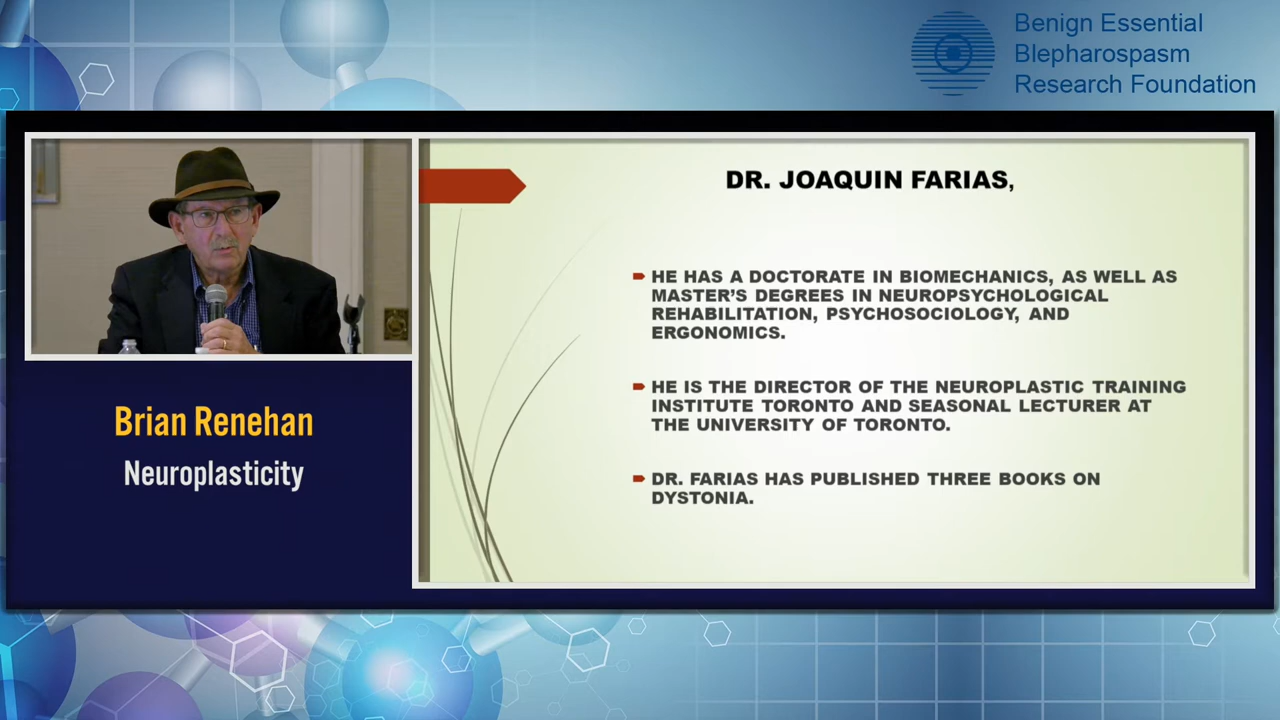 Benign Essential
Blepharospasm
Research Foundation
Brian Renehan
Neuroplasticity
DR. JOAQUIN FARIAS,
HE HAS A DOCTORATE IN BIOMECHANICS, AS WELL AS
MASTER'S DEGREES IN NEUROPSYCHOLOGICAL
REHABILITATION, PSYCHOSOCIOLOGY, AND
ERGONOMICS.
HE IS THE DIRECTOR OF THE NEUROPLASTIC TRAINING
INSTITUTE TORONTO AND SEASONAL LECTURER AT
THE UNIVERSITY OF TORONTO.
DR. FARIAS HAS PUBLISHED THREE BOOKS ON
DYSTONIA.